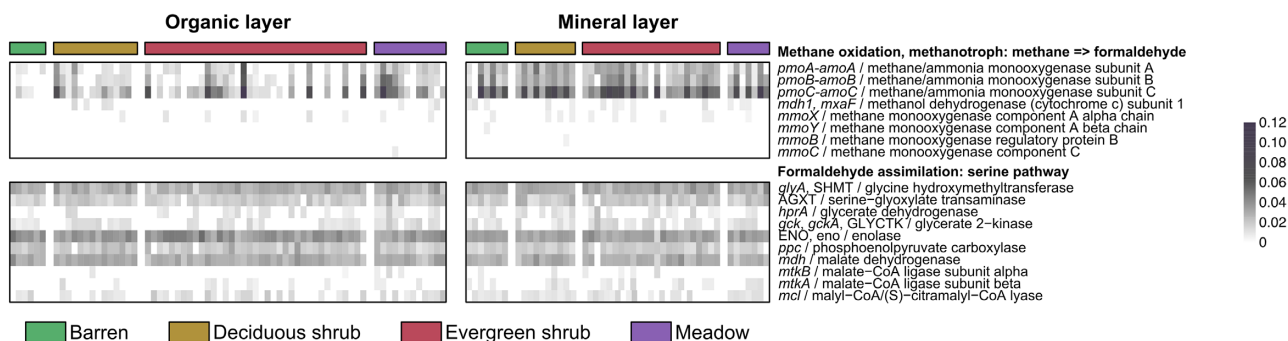 Organic layer
Mineral layer
Methane oxidation, methanotroph: methane => formaldehyde
pmoA-amoA / methane/ammonia monooxygenase subunit A
pmoB-amoB / methane/ammonia monooxygenase subunit B
pmoC-amoC / methane/ammonia monooxygenase subunit C
mdh1, mxaF / methanol dehydrogenase (cytochrome c) subunit 1
mmoX / methane monooxygenase component A alpha chain
mmoY / methane monooxygenase component A beta chain
mmoB / methane monooxygenase regulatory protein B
mmoC / methane monooxygenase component C
0.12
0.10
0.08
0.06
0.04
0.02
0
Formaldehyde assimilation: serine pathway
glyA, SHMT / glycine hydroxymethyltransferase
AGXT / serine−glyoxylate transaminase
hprA / glycerate dehydrogenase
gck, gckA, GLYCTK / glycerate 2−kinase
ENO, eno / enolase
ppc / phosphoenolpyruvate carboxylase
mdh / malate dehydrogenase
mtkB / malate−CoA ligase subunit alpha
mtkA / malate−CoA ligase subunit beta
mcl / malyl−CoA/(S)−citramalyl−CoA lyase
Barren
Deciduous shrub
Evergreen shrub
Meadow